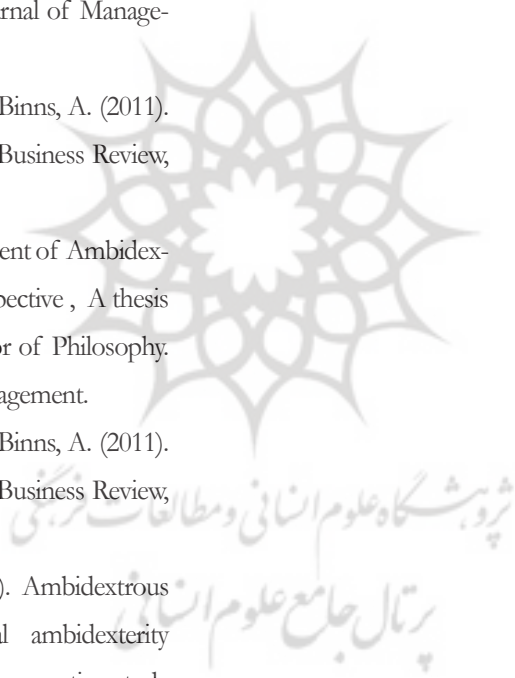 rnal of Manage-
Binns, A. (2011).
Business Review,
ent of Ambidex-
pective , A thesis
or of Philosophy.
agement.
Binns, A. (2011).
Business Review,
پژوهشگاه علوم انسانی و مطالعات فرهنگی
). Ambidextrous
پرتال جامع علوم انسانی
al ambidexterity